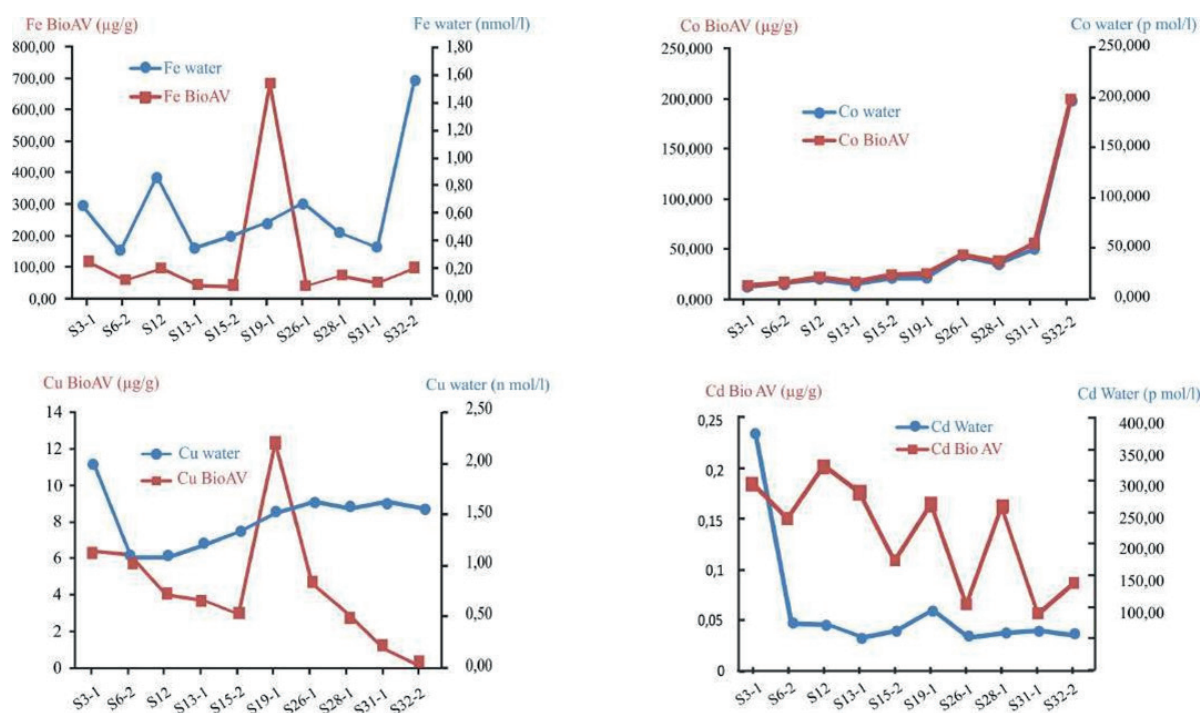 Fe BioAV (µg/g)
Fe water (nmol/l)
800,00
700,00
600,00
500,00
400,00
300,00
200,00
100,00
0,00
1,80
1,60
1,40
1,20
1,00
0,80
0,60
0,40
0,20
0,00
Fe water
Fe BioAV
S3-1
S6-2
S12
S13-1
S15-2
S19-1
S26-1
S28-1
S31-1
S32-2
Co BioAV (µg/g)
Co water (p mol/l)
250,000
200,000
150,000
100,000
50,000
0,000
250,000
200,000
150,000
100,000
50,000
0,000
Co water
Co BioAV
S3-1
S6-2
S12
S13-1
S15-2
S19-1
S26-1
S28-1
S31-1
S32-2
Cu BioAV (µg/g)
Cu water (n mol/l)
14
12
10
8
6
4
2
0
2,50
2,00
1,50
1,00
0,50
0,00
Cu water
Cu BioAV
S3-1
S6-2
S12
S13-1
S15-2
S19-1
S26-1
S28-1
S31-1
S32-2
Cd Bio AV (µg/g)
Cd Water (p mol/l)
0,25
0,2
0,15
0,1
0,05
0
400,00
350,00
300,00
250,00
200,00
150,00
100,00
Cd Water
Cd Bio AV
S3-1
S6-2
S12
S13-1
S15-2
S19-1
S26-1
S28-1
S31-1
S32-2